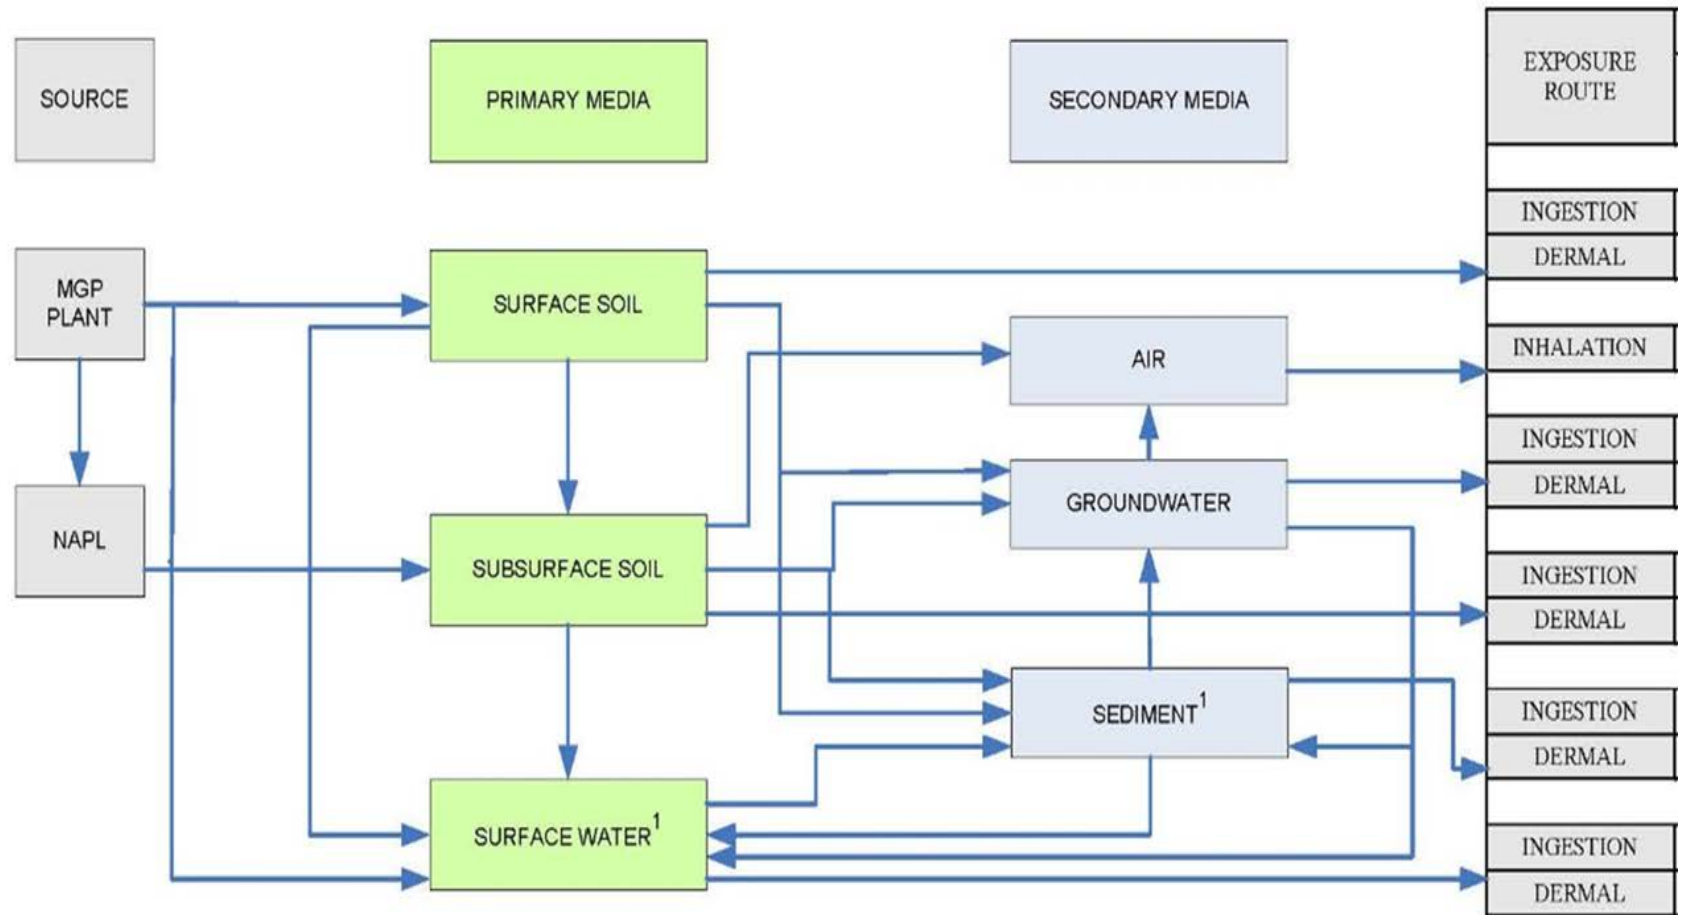 SOURCE
PRIMARY MEDIA
SECONDARY MEDIA
EXPOSURE
ROUTE
INGESTION
DERMAL
MGP
PLANT
SURFACE SOIL
AIR
INHALATION
INGESTION
DERMAL
GROUNDWATER
NAPL
SUBSURFACE SOIL
INGESTION
DERMAL
SEDIMENT¹
INGESTION
DERMAL
SURFACE WATER¹
INGESTION
DERMAL